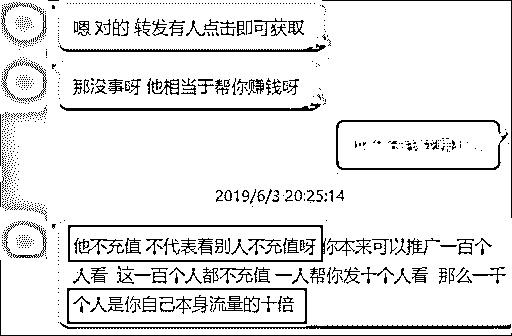 嗯 对的 转发有人点击即可获取
那没事呀 他相当于帮你赚钱呀
2019/6/3 20:25:14
他不充值 不代表着别人不充值呀 你本来可以推广一百个
人看 这一百个人都不充值 一人帮你发十个人看 那么一千
个人是你自己本身流量的十倍